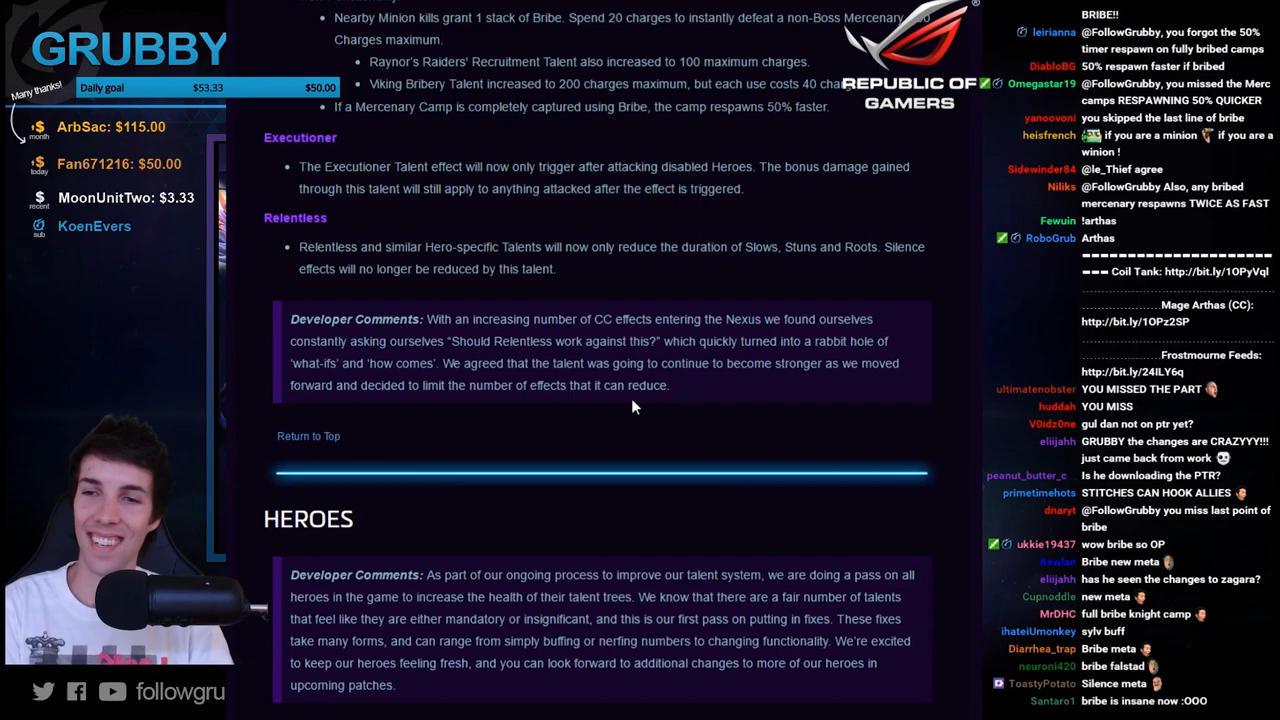 GRUBBY
Many thanks!
Daily goal $53.33 $50.00
$ month ArbSac: $115.00
$ today Fan671216: $50.00
$ recent MoonUnitTwo: $3.33
sub KoenEvers
followgru
Nearby Minion kills grant 1 stack of Bribe. Spend 20 charges to instantly defeat a non-Boss Mercenary
Charges maximum.
Raynor's Raiders' Recruitment Talent also increased to 100 maximum charges.
Viking Bribery Talent increased to 200 charges maximum, but each use costs 40
If a Mercenary Camp is completely captured using Bribe, the camp respawns 50% faster.
Executioner
The Executioner Talent effect will now only trigger after attacking disabled Heroes. The bonus damage gained
through this talent will still apply to anything attacked after the effect is triggered.
Relentless
Relentless and similar Hero-specific Talents will now only reduce the duration of Slows, Stuns and Roots. Silence
effects will no longer be reduced by this talent.
Developer Comments: With an increasing number of CC effects entering the Nexus we found ourselves
constantly asking ourselves "Should Relentless work against this?" which quickly turned into a rabbit hole of
'what-ifs' and 'how comes'. We agreed that the talent was going to continue to become stronger as we moved
forward and decided to limit the number of effects that it can reduce.
Return to Top
HEROES
Developer Comments: As part of our ongoing process to improve our talent system, we are doing a pass on all
heroes in the game to increase the health of their talent trees. We know that there are a fair number of talents
that feel like they are either mandatory or insignificant, and this is our first pass on putting in fixes. These fixes
take many forms, and can range from simply buffing or nerfing numbers to changing functionality. We're excited
to keep our heroes feeling fresh, and you can look forward to additional changes to more of our heroes in
upcoming patches.
REPUBLIC OF
GAMERS
BRIBE!!
leirianna @FollowGrubby, you forgot the 50%
timer respawn on fully bribed camps
DiabloBG 50% respawn faster if bribed
Omegastar19 @FollowGrubby, you missed the Merc
camps RESPAWNING 50% QUICKER
yanoovoni you skipped the last line of bribe
heisfrench if you are a minion if you are a
winion !
Sidewinder84 @le_Thief agree
Niliks @FollowGrubby Also, any bribed
mercenary respawns TWICE AS FAST
Fewuin !arthas
RoboGrub Arthas
Coil Tank: http://bit.ly/1OPyVql
Mage Arthas (CC):
http://bit.ly/1OPz2SP
Frostmourne Feeds:
http://bit.ly/24ILY6q
ultimatenobster YOU MISSED THE PART
huddah YOU MISS
V0idz0ne gul dan not on ptr yet?
eliijahh GRUBBY the changes are CRAZYYY!!!
just came back from work
peanut_butter_c Is he downloading the PTR?
primetimehots STITCHES CAN HOOK ALLIES
dnaryt @FollowGrubby you miss last point of
bribe
ukkie19437 wow bribe so OP
Kewlan Bribe new meta
eliijahh has he seen the changes to zagara?
Cupnoddle new meta
MrDHC full bribe knight camp
ihateiUmonkey sylv buff
Diarrhea_trap Bribe meta
neuroni420 bribe falstad
ToastyPotato Silence meta
Santaro1 bribe is insane now :OOO